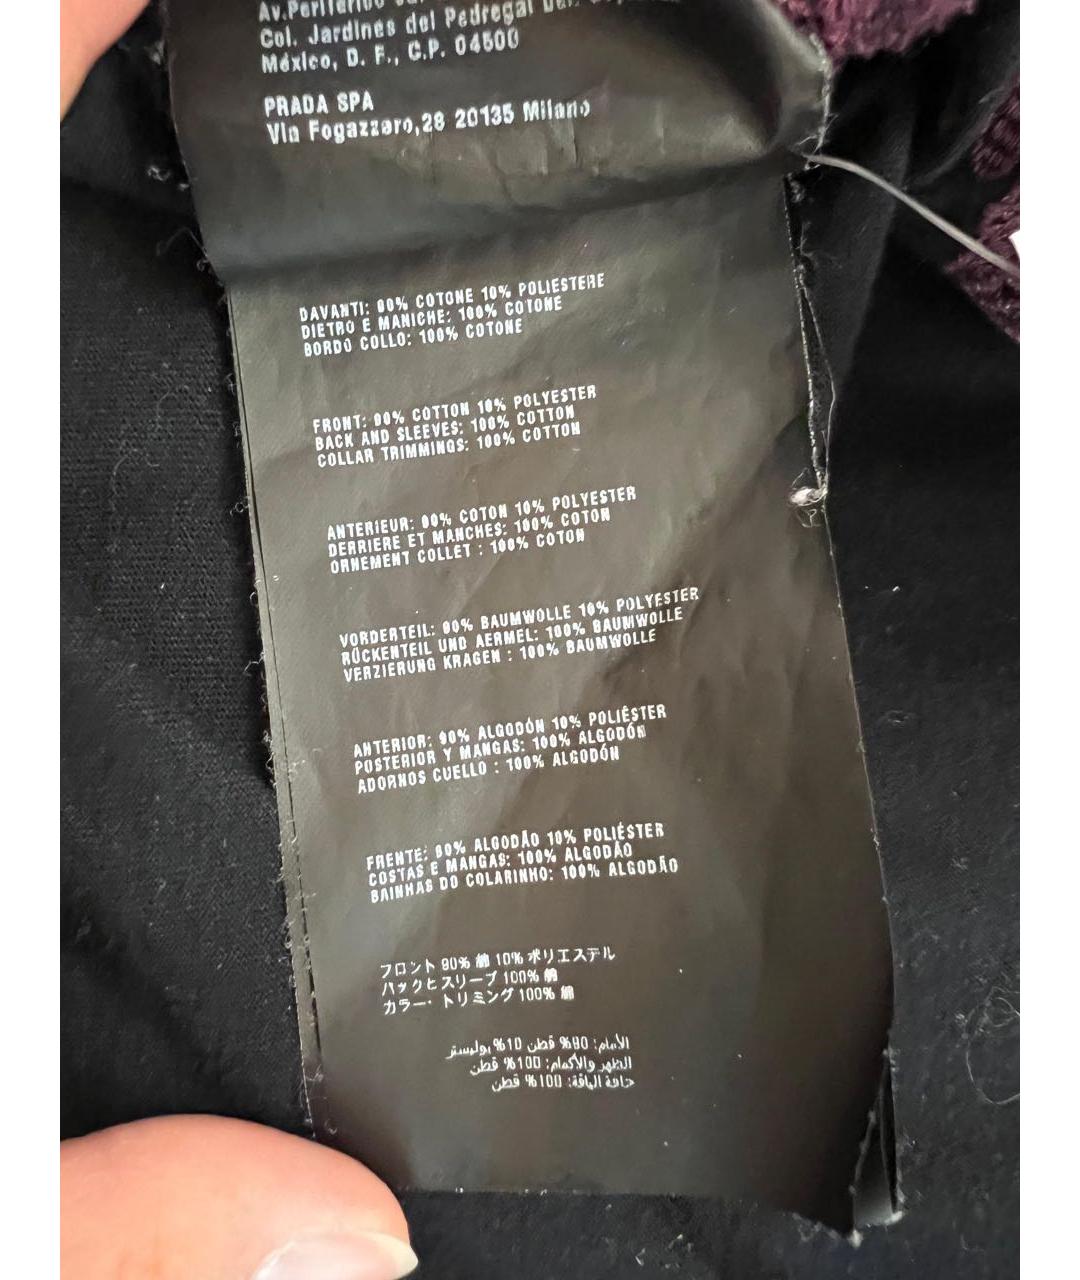 Col. Jardines del Pedregal
México, D. F., C.P. 04500
PRADA SPA
Via Fogazzaro,28 20135 Milano
DAVANTI: 90% COTONE 10% POLIESTERE
DIETRO E MANICHE: 100% COTONE
BORDO COLLO: 100% COTONE
FRONT: 90% COTTON 10% POLYESTER
BACK AND SLEEVES: 100% COTTON
COLLAR TRIMMINGS: 100% COTTON
ANTERIEUR: 90% COTON 10% POLYESTER
DERRIERE ET MANCHES: 100% COTON
ORNEMENT COLLET : 100% COTON
VORDERTEIL: 90% BAUMWOLLE 10% POLYESTER
RÜCKENTEIL UND AERMEL: 100% BAUMWOLLE
VERZIERUNG KRAGEN : 100% BAUMWOLLE
ANTERIOR: 90% ALGODÓN 10% POLIÉSTER
POSTERIOR Y MANGAS: 100% ALGODÓN
ADORNOS CUELLO : 100% ALGODÓN
FRENTE: 90% ALGODÃO 10% POLIÉSTER
COSTAS E MANGAS: 100% ALGODÃO
BAINHAS DO COLARINHO: 100% ALGODÃO
フロント 90% 綿 10% ポリエステル
バックとスリーブ 100% 綿
カラー・トリミング 100% 綿
الأمام: 90% قطن 10% بوليستر
الظهر والأكمام: 100% قطن
حافة الياقة: 100% قطن